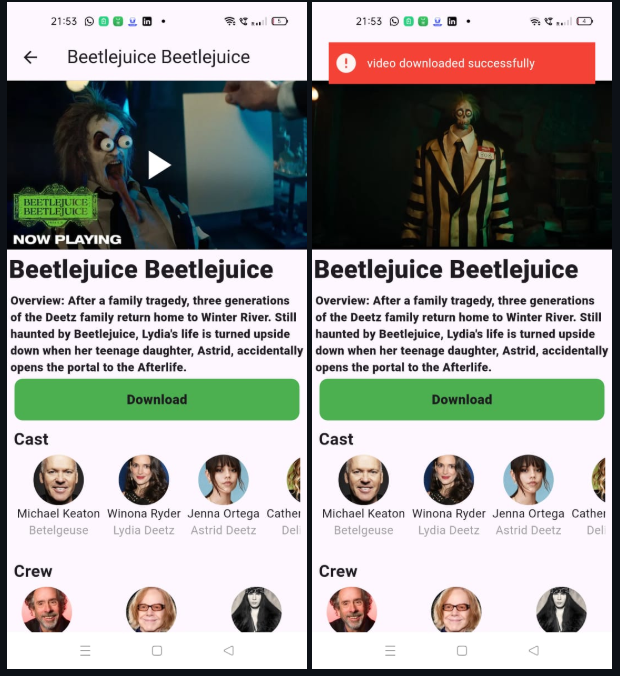 21:53
5
Beetlejuice Beetlejuice
BEETLEJUICE
BEETLEJUICE
NOW PLAYING
Beetlejuice Beetlejuice
Overview: After a family tragedy, three generations
of the Deetz family return home to Winter River. Still
haunted by Beetlejuice, Lydia's life is turned upside
down when her teenage daughter, Astrid, accidentally
opens the portal to the Afterlife.
Download
Cast
Michael Keaton Winona Ryder Jenna Ortega Cather
Betelgeuse Lydia Deetz Astrid Deetz Deli
Crew
21:53
4
video downloaded successfully
Beetlejuice Beetlejuice
Overview: After a family tragedy, three generations
of the Deetz family return home to Winter River. Still
haunted by Beetlejuice, Lydia's life is turned upside
down when her teenage daughter, Astrid, accidentally
opens the portal to the Afterlife.
Download
Cast
Michael Keaton Winona Ryder Jenna Ortega Cather
Betelgeuse Lydia Deetz Astrid Deetz Deli
Crew